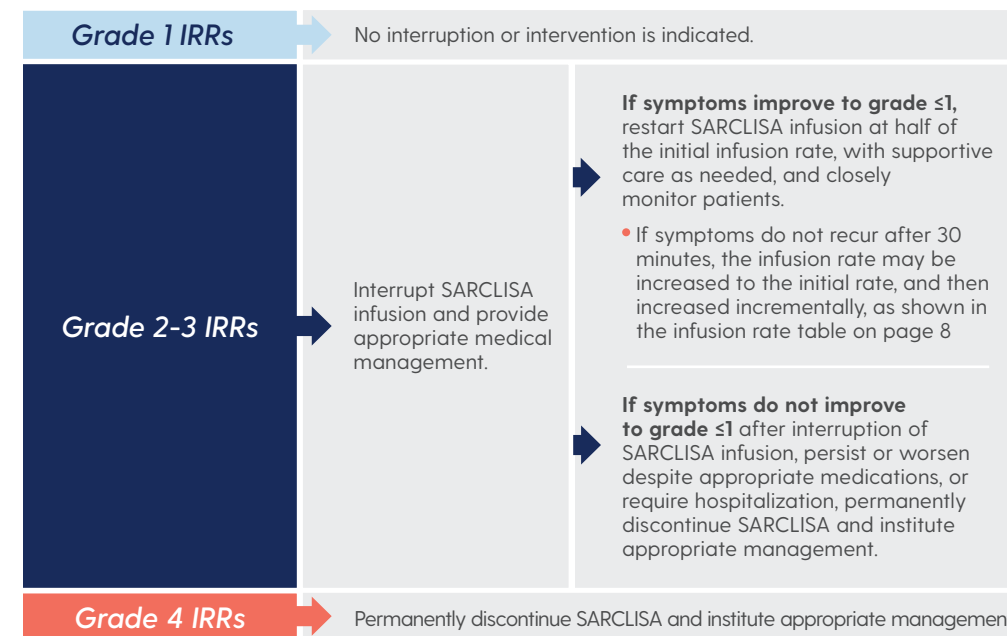 Grade 1 IRRs
No interruption or intervention is indicated.
Grade 2-3 IRRs
Interrupt SARCLISA
infusion and provide
appropriate medical
management.
If symptoms improve to grade ≤1,
restart SARCLISA infusion at half of
the initial infusion rate, with supportive
care as needed, and closely
monitor patients.
• If symptoms do not recur after 30
minutes, the infusion rate may be
increased to the initial rate, and then
increased incrementally, as shown in
the infusion rate table on page 8
If symptoms do not improve
to grade ≤1 after interruption of
SARCLISA infusion, persist or worsen
despite appropriate medications, or
require hospitalization, permanently
discontinue SARCLISA and institute
appropriate management.
Grade 4 IRRs
Permanently discontinue SARCLISA and institute appropriate managemen